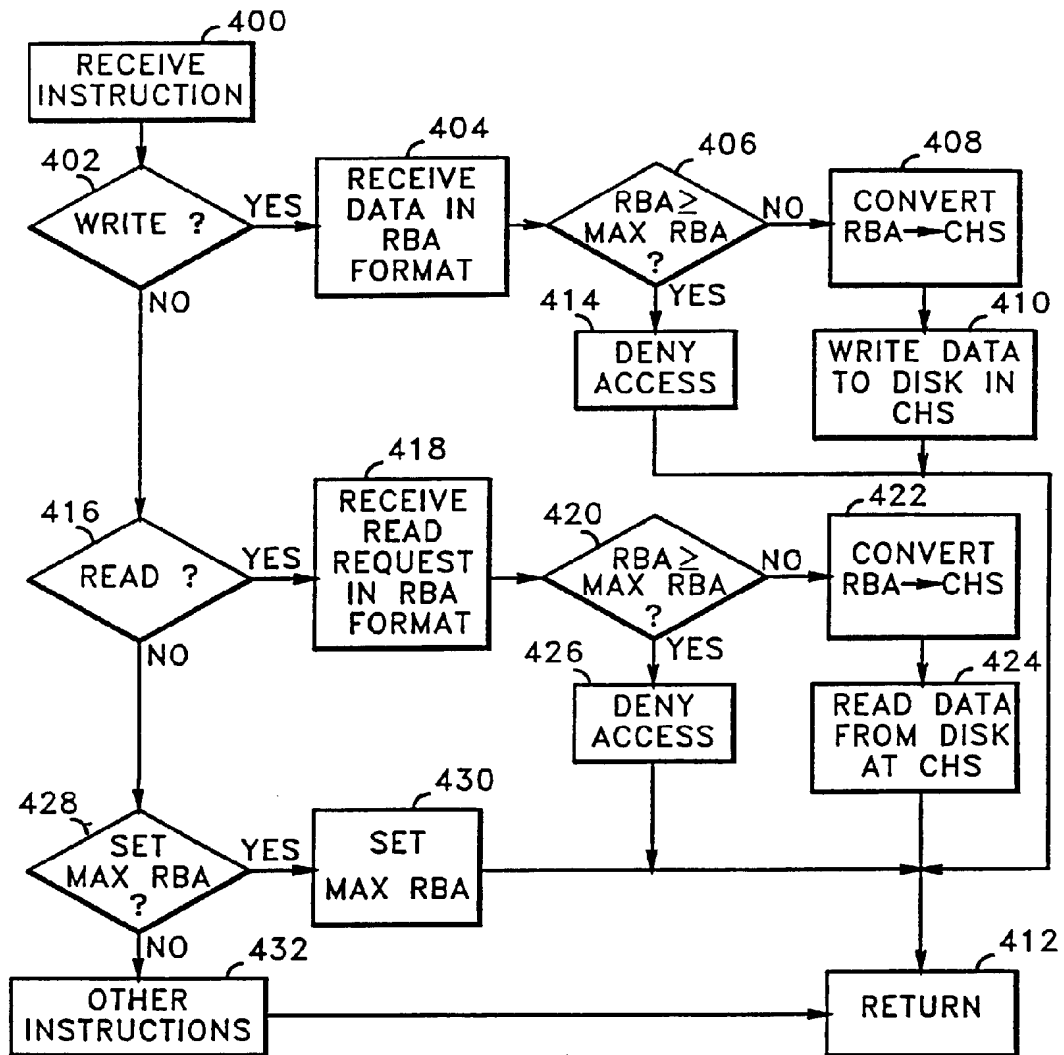 400
RECEIVE
INSTRUCTION
402
WRITE ?
YES
NO
404
RECEIVE
DATA IN
RBA
FORMAT
406
RBA≥
MAX RBA
?
NO
YES
408
CONVERT
RBA→CHS
414
DENY
ACCESS
410
WRITE DATA
TO DISK IN
CHS
416
READ ?
YES
NO
418
RECEIVE
READ
REQUEST
IN RBA
FORMAT
420
RBA≥
MAX RBA
?
NO
YES
422
CONVERT
RBA→CHS
426
DENY
ACCESS
424
READ DATA
FROM DISK
AT CHS
428
SET
MAX RBA
?
YES
NO
430
SET
MAX RBA
432
OTHER
INSTRUCTIONS
412
RETURN